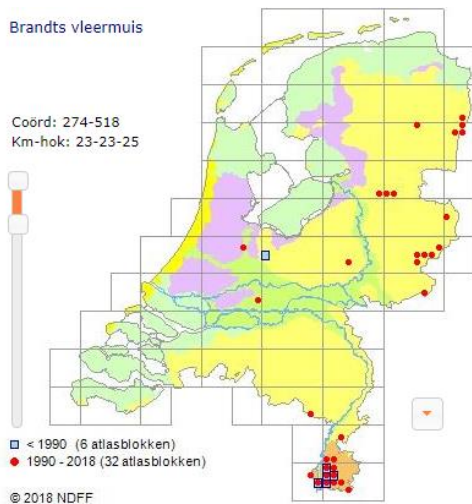 Brandts vleermuis
Coörd: 274-518
Km-hok: 23-23-25
< 1990 (6 atlasblokken)
1990 - 2018 (32 atlasblokken)
© 2018 NDFF